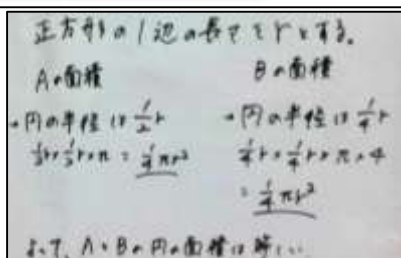 正方形の1辺の長さをrとする。
Aの面積
→円の半径は1/2r
1/2r×1/2r×π = 1/4πr²
Bの面積
→円の半径は1/4r
1/4r×1/4r×π×4
= 1/4πr²
よって、A・Bの円の面積は等しい